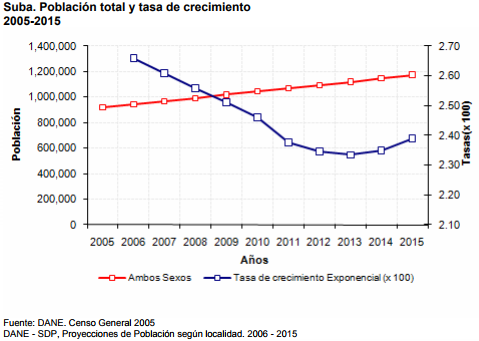 Suba. Población total y tasa de crecimiento
2005-2015
1,400,000
1,200,000
1,000,000
800,000
600,000
400,000
200,000
0
Población
2.70
2.60
2.50
2.40
2.30
2.20
2.10
Tasas(x 100)
2005 2006 2007 2008 2009 2010 2011 2012 2013 2014 2015
Años
Ambos Sexos Tasa de crecimiento Exponencial (x 100)
Fuente: DANE. Censo General 2005
DANE - SDP, Proyecciones de Población según localidad. 2006 - 2015